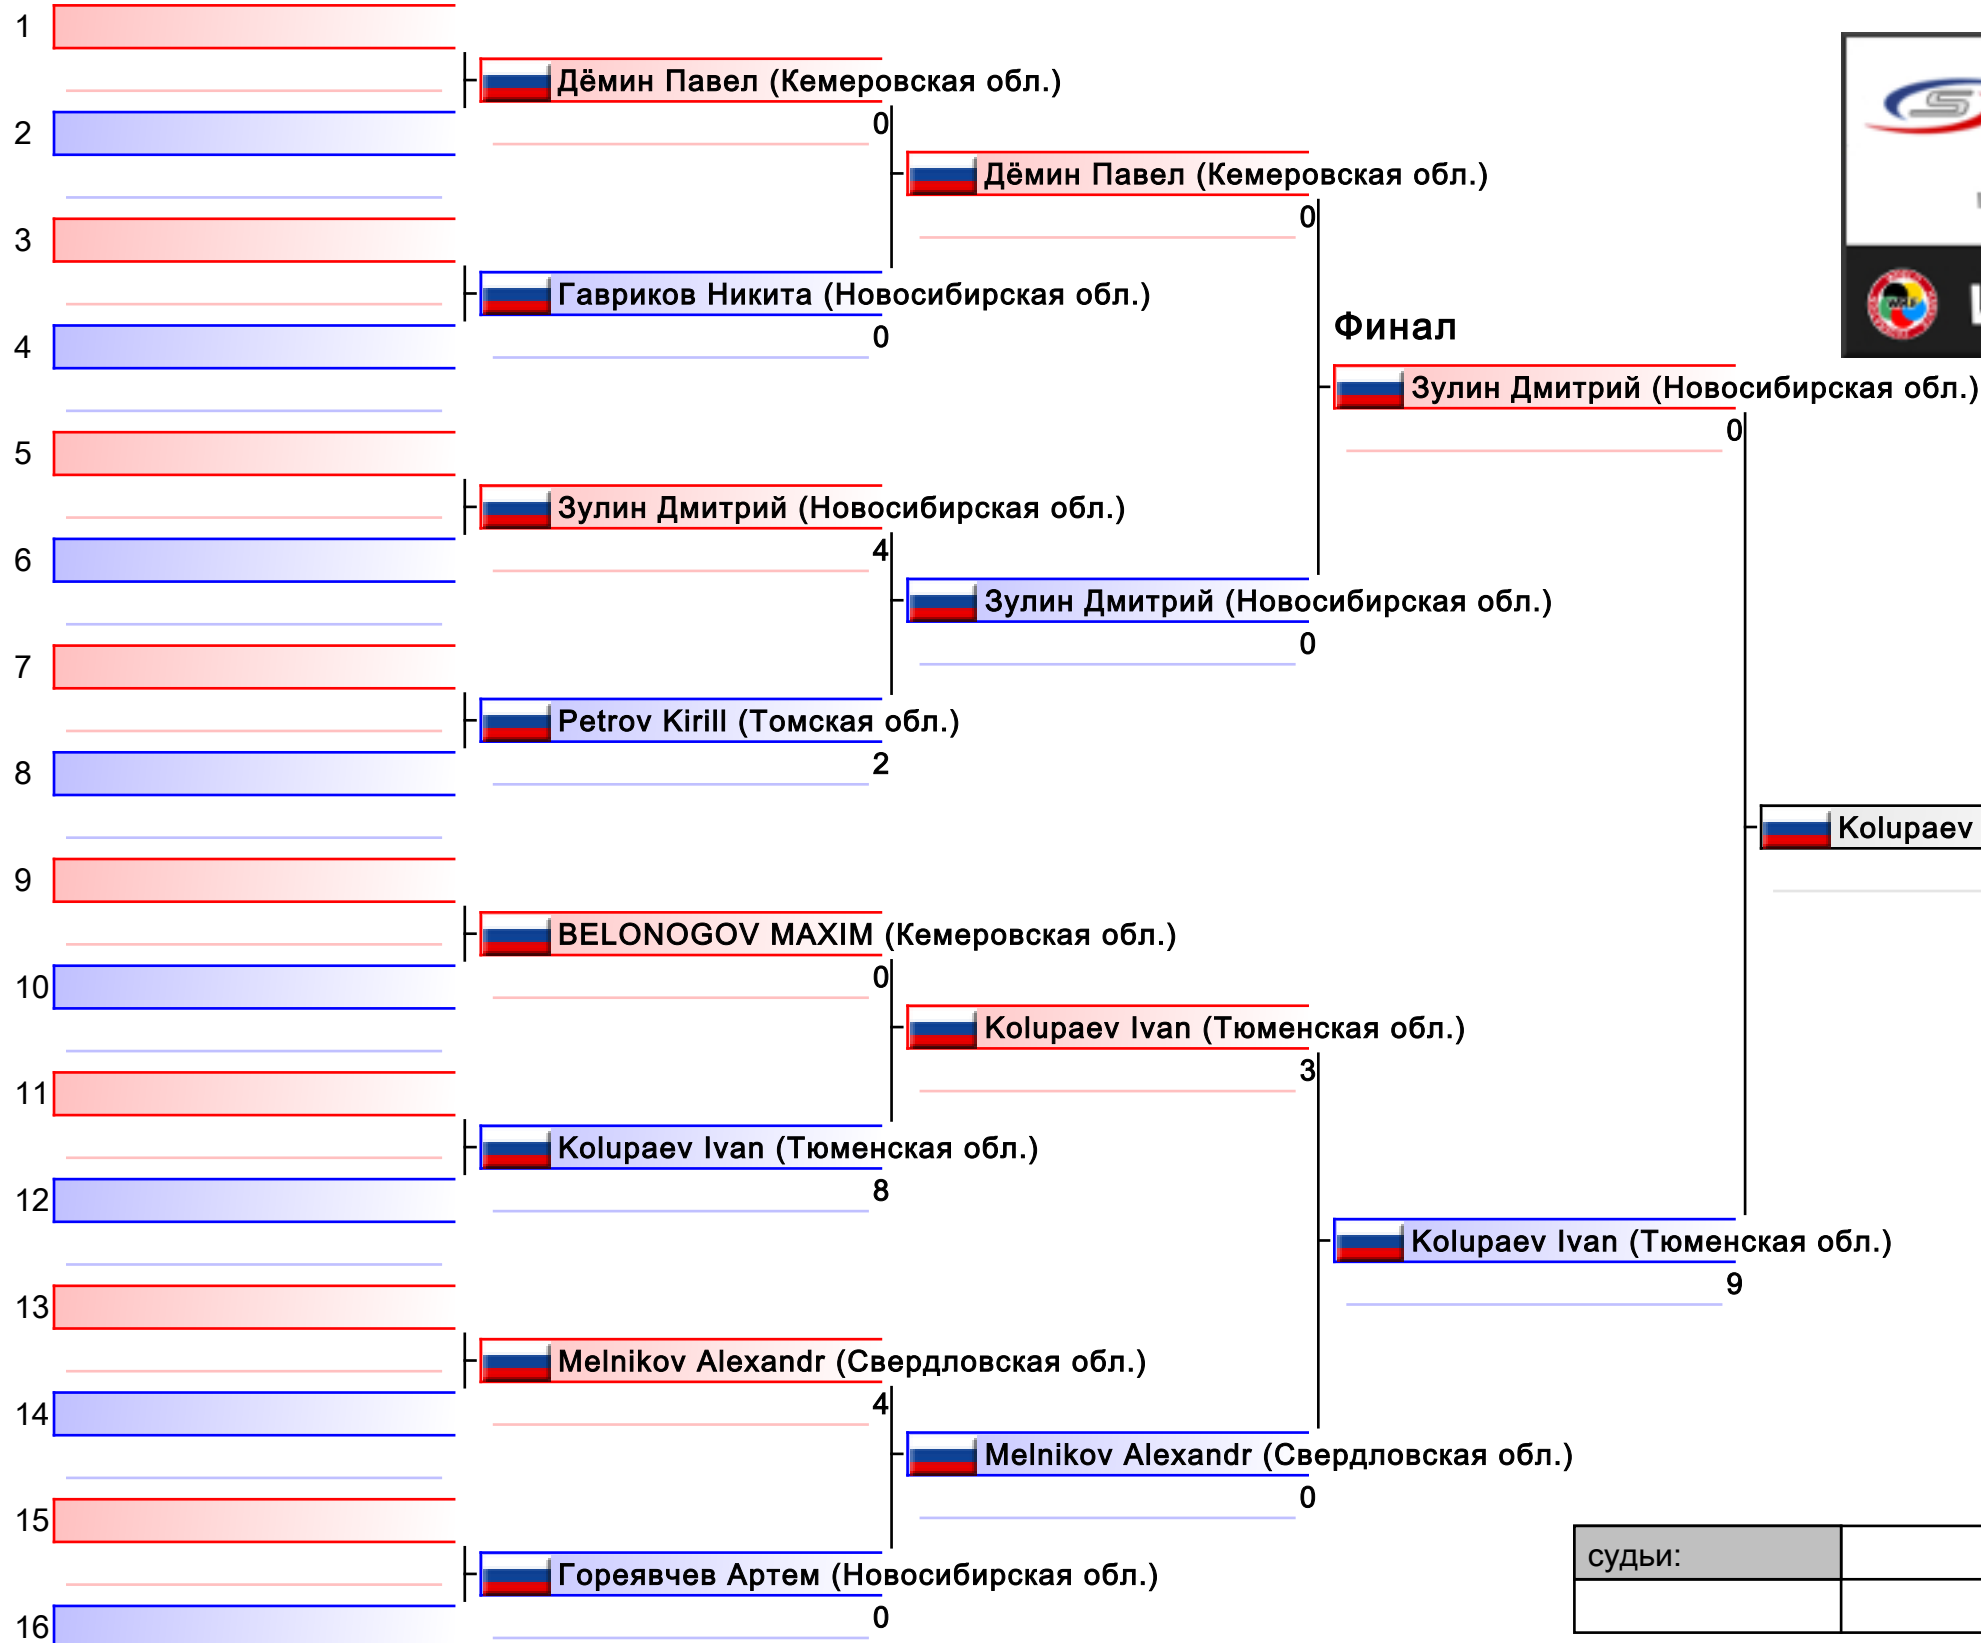 1
Дёмин Павел (Кемеровская обл.)
0
2
Дёмин Павел (Кемеровская обл.)
0
3
Гавриков Никита (Новосибирская обл.)
0
4
Финал
Зулин Дмитрий (Новосибирская обл.)
0
5
Зулин Дмитрий (Новосибирская обл.)
4
6
Зулин Дмитрий (Новосибирская обл.)
0
7
Petrov Kirill (Томская обл.)
2
8
Kolupaev
9
BELONOGOV MAXIM (Кемеровская обл.)
0
10
Kolupaev Ivan (Тюменская обл.)
3
11
Kolupaev Ivan (Тюменская обл.)
8
12
Kolupaev Ivan (Тюменская обл.)
9
13
Melnikov Alexandr (Свердловская обл.)
4
14
Melnikov Alexandr (Свердловская обл.)
0
15
Гореявчев Артем (Новосибирская обл.)
0
16
судьи: